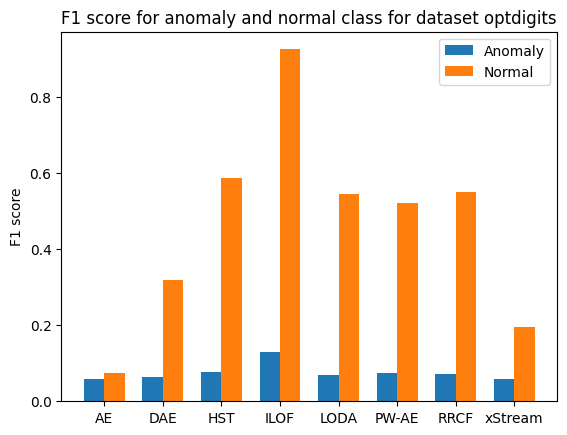 F1 score for anomaly and normal class for dataset optdigits
Anomaly
Normal
F1 score
0.8
0.6
0.4
0.2
0.0
AE DAE HST ILOF LODA PW-AE RRCF xStream